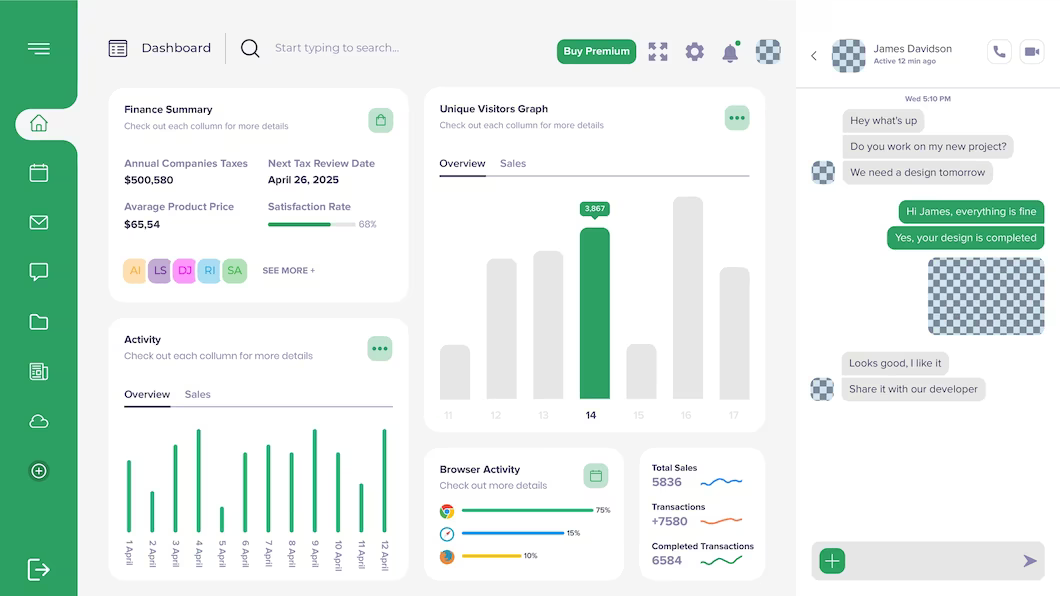 Dashboard
Start typing to search...
Buy Premium
Finance Summary
Check out each collumn for more details
Annual Companies Taxes
$500,580
Next Tax Review Date
April 26, 2025
Avarage Product Price
$65,54
Satisfaction Rate
68%
AI LS DJ RI SA
SEE MORE +
Activity
Check out each collumn for more details
Overview Sales
1 April
2 April
3 April
4 April
5 April
6 April
7 April
8 April
9 April
10 April
11 April
12 April
Unique Visitors Graph
Check out each collumn for more details
Overview Sales
3,867
11 12 13 14 15 16 17
Browser Activity
Check out more details
75%
15%
10%
Total Sales
5836
Transactions
+7580
Completed Transactions
6584
James Davidson
Active 12 min ago
Wed 5:10 PM
Hey what's up
Do you work on my new project?
We need a design tomorrow
Hi James, everything is fine
Yes, your design is completed
Looks good, I like it
Share it with our developer